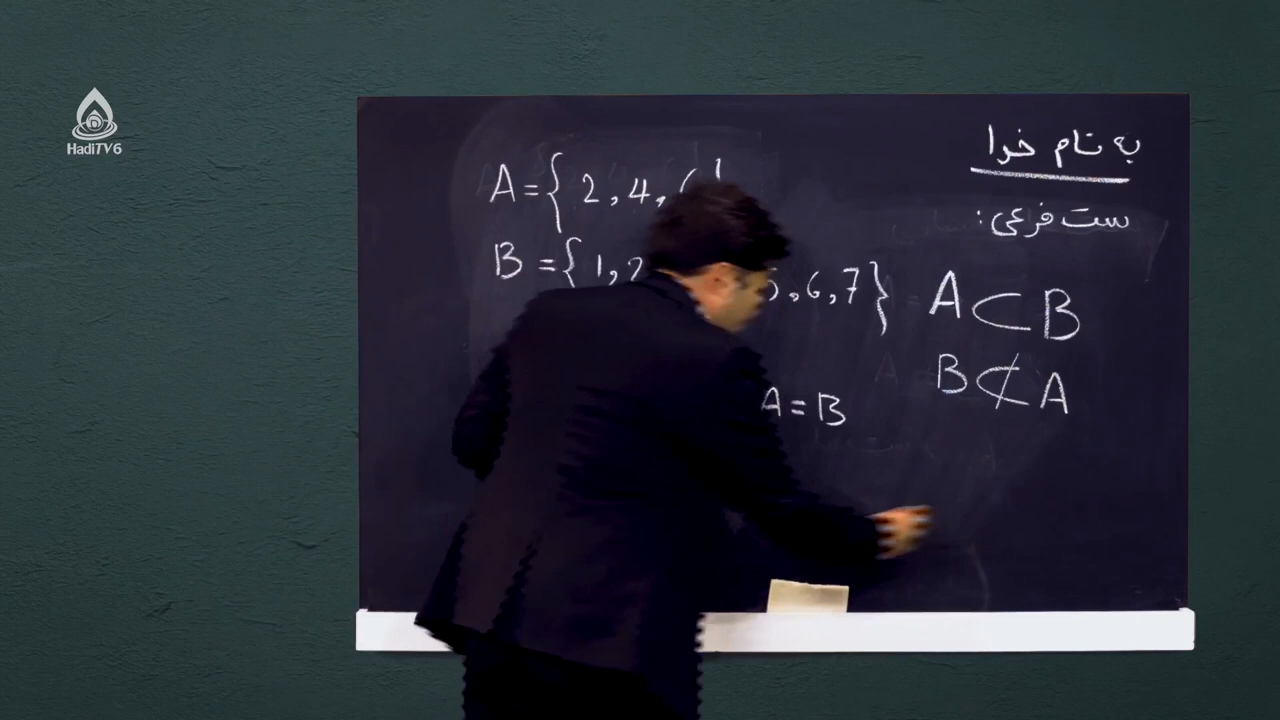 HadiTV6
به نام خدا
ست فرعی:
A={ 2 , 4 ,
B ={ 1 , 2 , 6 , 7 }
A ⊂ B
B ⊄ A
A = B